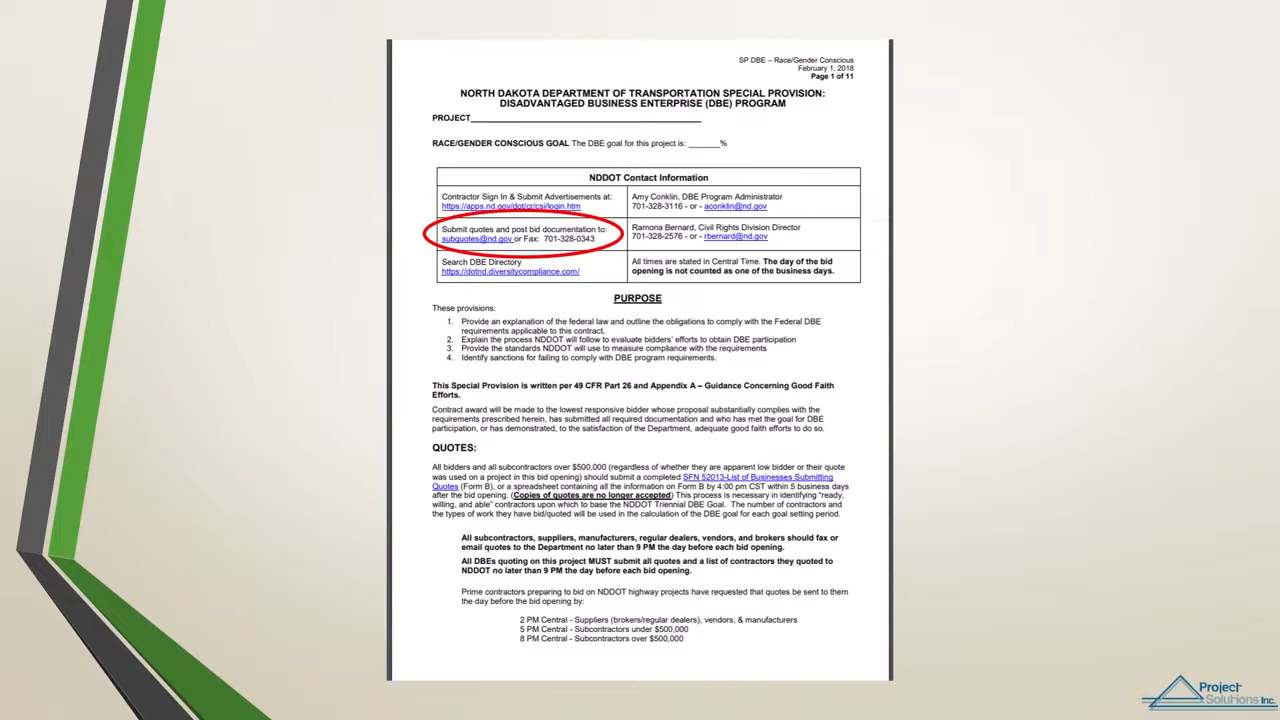 SP DBE – Race/Gender Conscious
February 1, 2018
Page 1 of 11
NORTH DAKOTA DEPARTMENT OF TRANSPORTATION SPECIAL PROVISION:
DISADVANTAGED BUSINESS ENTERPRISE (DBE) PROGRAM
PROJECT
RACE/GENDER CONSCIOUS GOAL The DBE goal for this project is: _______%
NDDOT Contact Information
Contractor Sign In & Submit Advertisements at:
https://apps.nd.gov/dot/cr/csi/login.htm
Amy Conklin, DBE Program Administrator
701-328-3116 - or - aconklin@nd.gov
Submit quotes and post bid documentation to:
subquotes@nd.gov or Fax: 701-328-0343
Ramona Bernard, Civil Rights Division Director
701-328-2576 - or - rbernard@nd.gov
Search DBE Directory
https://dotnd.diversitycompliance.com/
All times are stated in Central Time. The day of the bid
opening is not counted as one of the business days.
PURPOSE
These provisions:
1. Provide an explanation of the federal law and outline the obligations to comply with the Federal DBE
requirements applicable to this contract,
2. Explain the process NDDOT will follow to evaluate bidders' efforts to obtain DBE participation
3. Provide the standards NDDOT will use to measure compliance with the requirements
4. Identify sanctions for failing to comply with DBE program requirements.
This Special Provision is written per 49 CFR Part 26 and Appendix A – Guidance Concerning Good Faith
Efforts.
Contract award will be made to the lowest responsive bidder whose proposal substantially complies with the
requirements prescribed herein, has submitted all required documentation and who has met the goal for DBE
participation, or has demonstrated, to the satisfaction of the Department, adequate good faith efforts to do so.
QUOTES:
All bidders and all subcontractors over $500,000 (regardless of whether they are apparent low bidder or their quote
was used on a project in this bid opening) should submit a completed SFN 52013-List of Businesses Submitting
Quotes (Form B), or a spreadsheet containing all the information on Form B by 4:00 pm CST within 5 business days
after the bid opening. (Copies of quotes are no longer accepted) This process is necessary in identifying "ready,
willing, and able" contractors upon which to base the NDDOT Triennial DBE Goal. The number of contractors and
the types of work they have bid/quoted will be used in the calculation of the DBE goal for each goal setting period.
All subcontractors, suppliers, manufacturers, regular dealers, vendors, and brokers should fax or
email quotes to the Department no later than 9 PM the day before each bid opening.
All DBEs quoting on this project MUST submit all quotes and a list of contractors they quoted to
NDDOT no later than 9 PM the day before each bid opening.
Prime contractors preparing to bid on NDDOT highway projects have requested that quotes be sent to them
the day before the bid opening by:
2 PM Central - Suppliers (brokers/regular dealers), vendors, & manufacturers
5 PM Central - Subcontractors under $500,000
8 PM Central - Subcontractors over $500,000
Project
Solutions Inc.